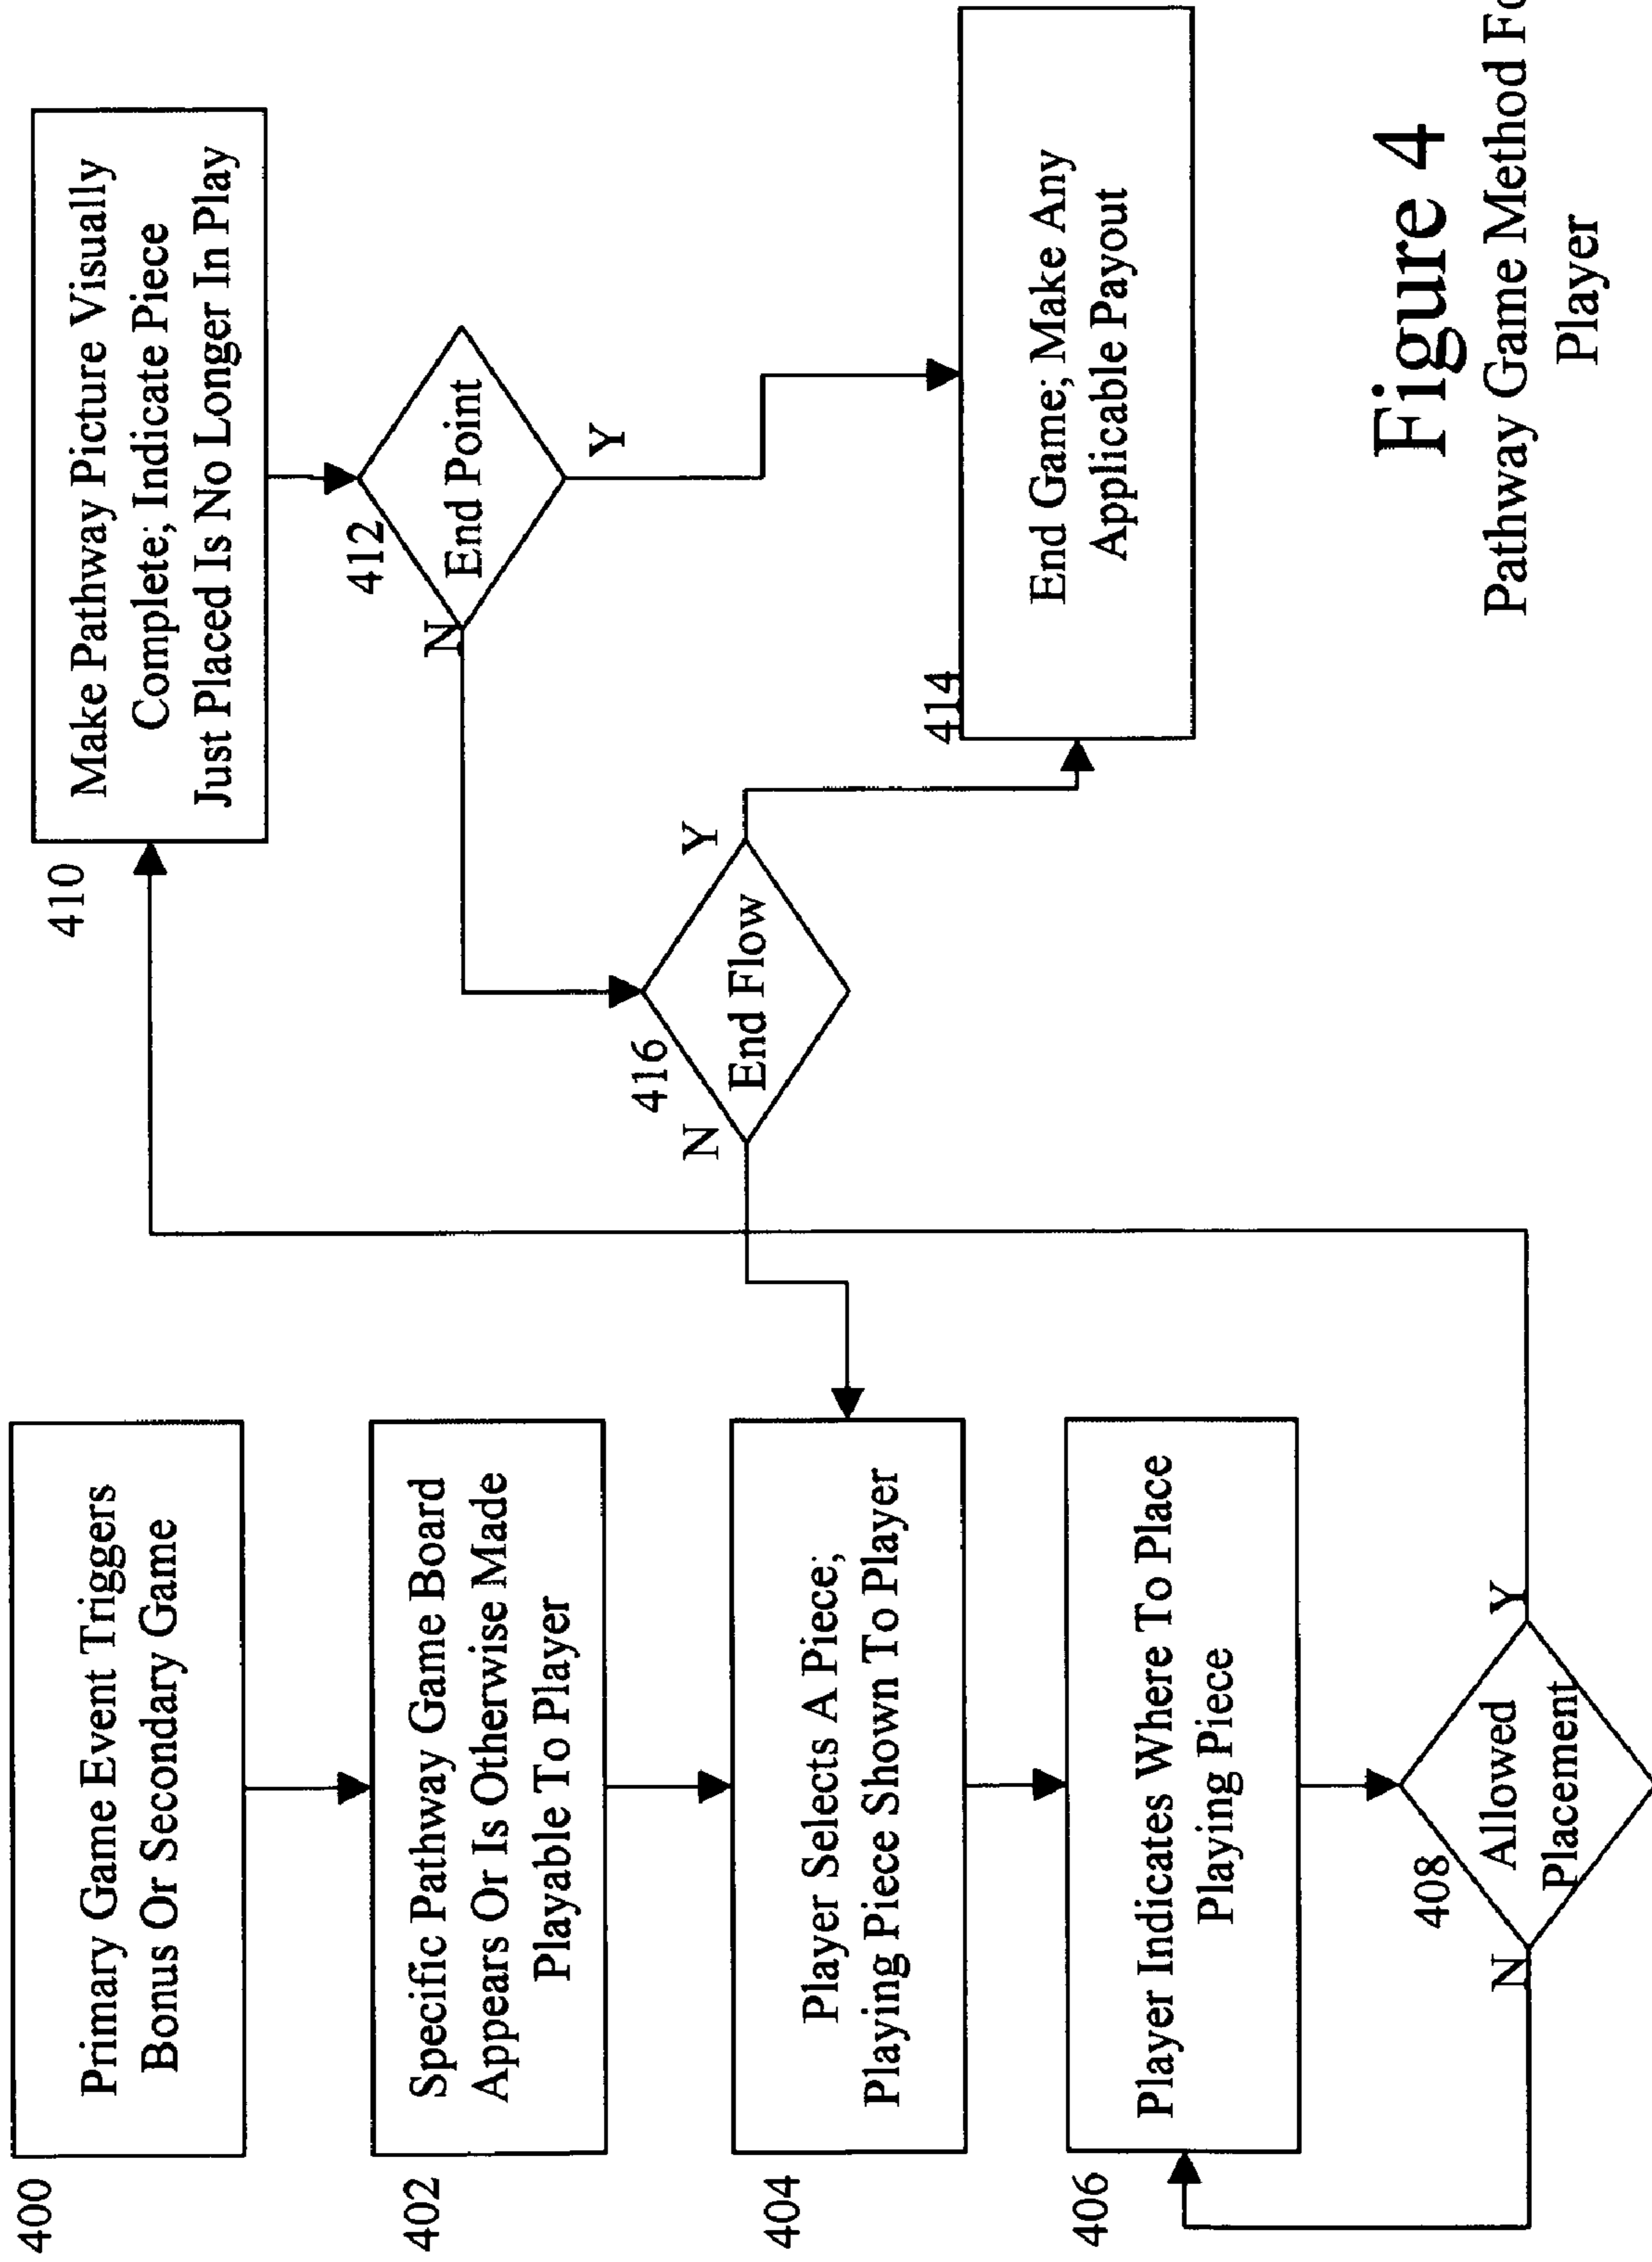 400
Primary Game Event Triggers
Bonus Or Secondary Game
402
Specific Pathway Game Board
Appears Or Is Otherwise Made
Playable To Player
404
Player Selects A Piece;
Playing Piece Shown To Player
406
Player Indicates Where To Place
Playing Piece
408
Allowed
Placement
N
Y
410
Make Pathway Picture Visually
Complete; Indicate Piece
Just Placed Is No Longer In Play
412
End Point
N
Y
416
End Flow
N
Y
414
End Game; Make Any
Applicable Payout
Figure 4
Pathway Game Method Fo
Player